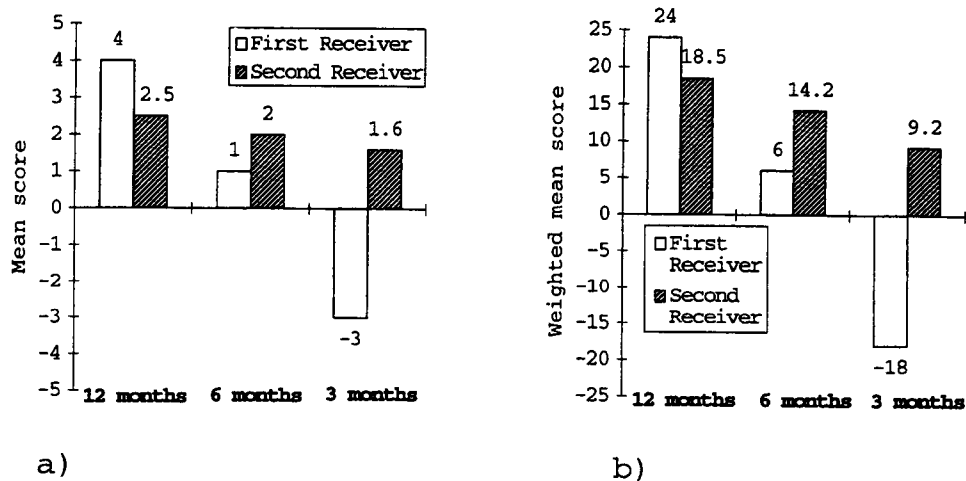 5
4
3
2
1
0
-1
-2
-3
-4
-5
Mean score
4
2.5
1
2
1.6
-3
First Receiver
Second Receiver
12 months
6 months
3 months
a)
25
20
15
10
5
0
-5
-10
-15
-20
-25
Weighted mean score
24
18.5
6
14.2
9.2
-18
First
Receiver
Second
Receiver
12 months
6 months
3 months
b)